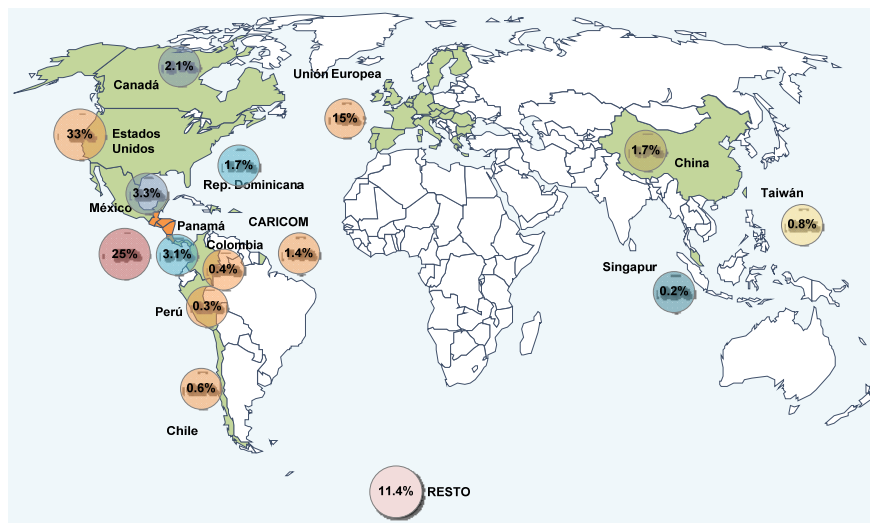 2.1%
Canadá
Unión Europea
15%
33%
Estados
Unidos
1.7%
China
1.7%
Rep. Dominicana
3.3%
México
Taiwán
0.8%
Panamá
CARICOM
Colombia
25%
3.1%
0.4%
1.4%
Singapur
0.2%
Perú
0.3%
0.6%
Chile
11.4%
RESTO